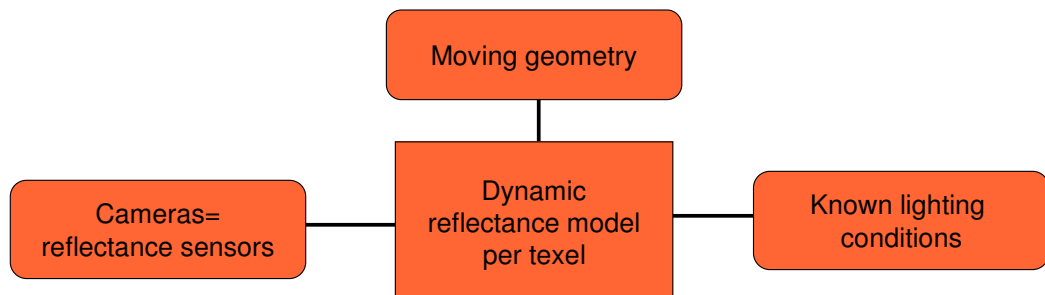 Moving geometry
Cameras=
reflectance sensors
Dynamic
reflectance model
per texel
Known lighting
conditions